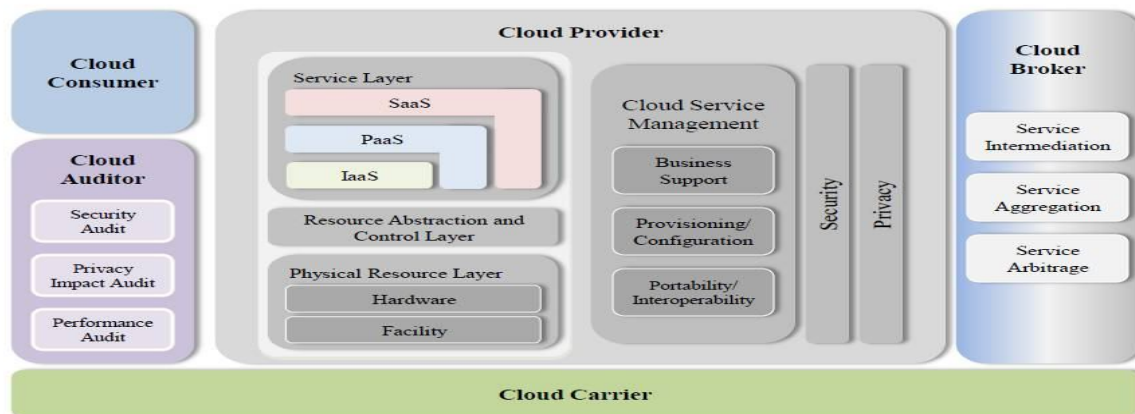 Cloud
Consumer
Cloud
Auditor
Security
Audit
Privacy
Impact Audit
Performance
Audit
Cloud Provider
Service Layer
SaaS
PaaS
IaaS
Resource Abstraction and
Control Layer
Physical Resource Layer
Hardware
Facility
Cloud Service
Management
Business
Support
Provisioning/
Configuration
Portability/
Interoperability
Security
Privacy
Cloud
Broker
Service
Intermediation
Service
Aggregation
Service
Arbitrage
Cloud Carrier